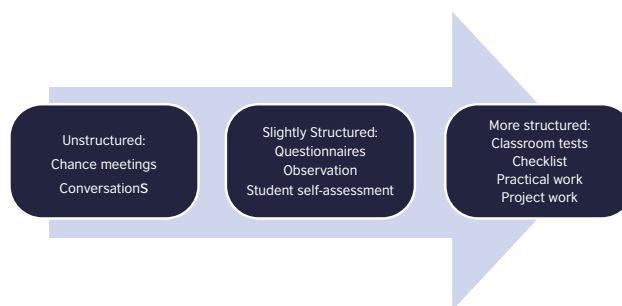 Unstructured:
Chance meetings
ConversationS
Slightly Structured:
Questionnaires
Observation
Student self-assessment
More structured:
Classroom tests
Checklist
Practical work
Project work